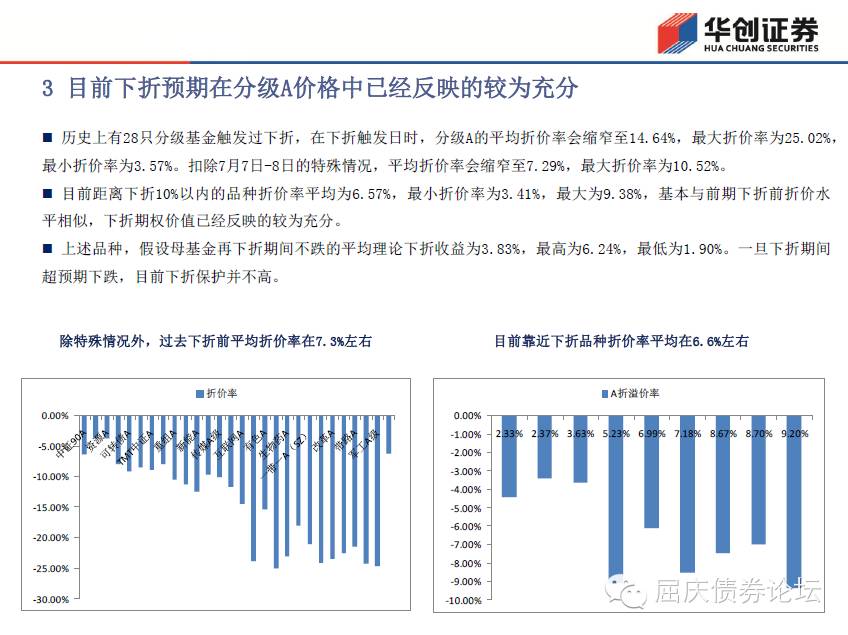 华创证券
HUA CHUANG SECURITIES
3 目前下折预期在分级A价格中已经反映的较为充分
■ 历史上有28只分级基金触发过下折，在下折触发日时，分级A的平均折价率会缩窄至14.64%，最大折价率为25.02%，
最小折价率为3.57%。扣除7月7日-8日的特殊情况，平均折价率会缩窄至7.29%，最大折价率为10.52%。
■ 目前距离下折10%以内的品种折价率平均为6.57%，最小折价率为3.41%，最大为9.38%，基本与前期下折前折价水
平相似，下折期权价值已经反映的较为充分。
■ 上述品种，假设母基金再下折期间不跌的平均理论下折收益为3.83%，最高为6.24%，最低为1.90%。一旦下折期间
超预期下跌，目前下折保护并不高。
除特殊情况外，过去下折前平均折价率在7.3%左右
折价率
0.00%
-5.00%
-10.00%
-15.00%
-20.00%
-25.00%
-30.00%
中证90A
资源A
可转债A
TMT中证A
重组A
新能A
传媒A级
互联网A
有色A
生物药A
一带一A（SZ）
改革A
带路A
军工A级
目前靠近下折品种折价率平均在6.6%左右
A折溢价率
0.00%
-1.00%
-2.00%
-3.00%
-4.00%
-5.00%
-6.00%
-7.00%
-8.00%
-9.00%
-10.00%
2.33% 2.37% 3.63% 5.23% 6.99% 7.18% 8.67% 8.70% 9.20%
屈庆债券论坛